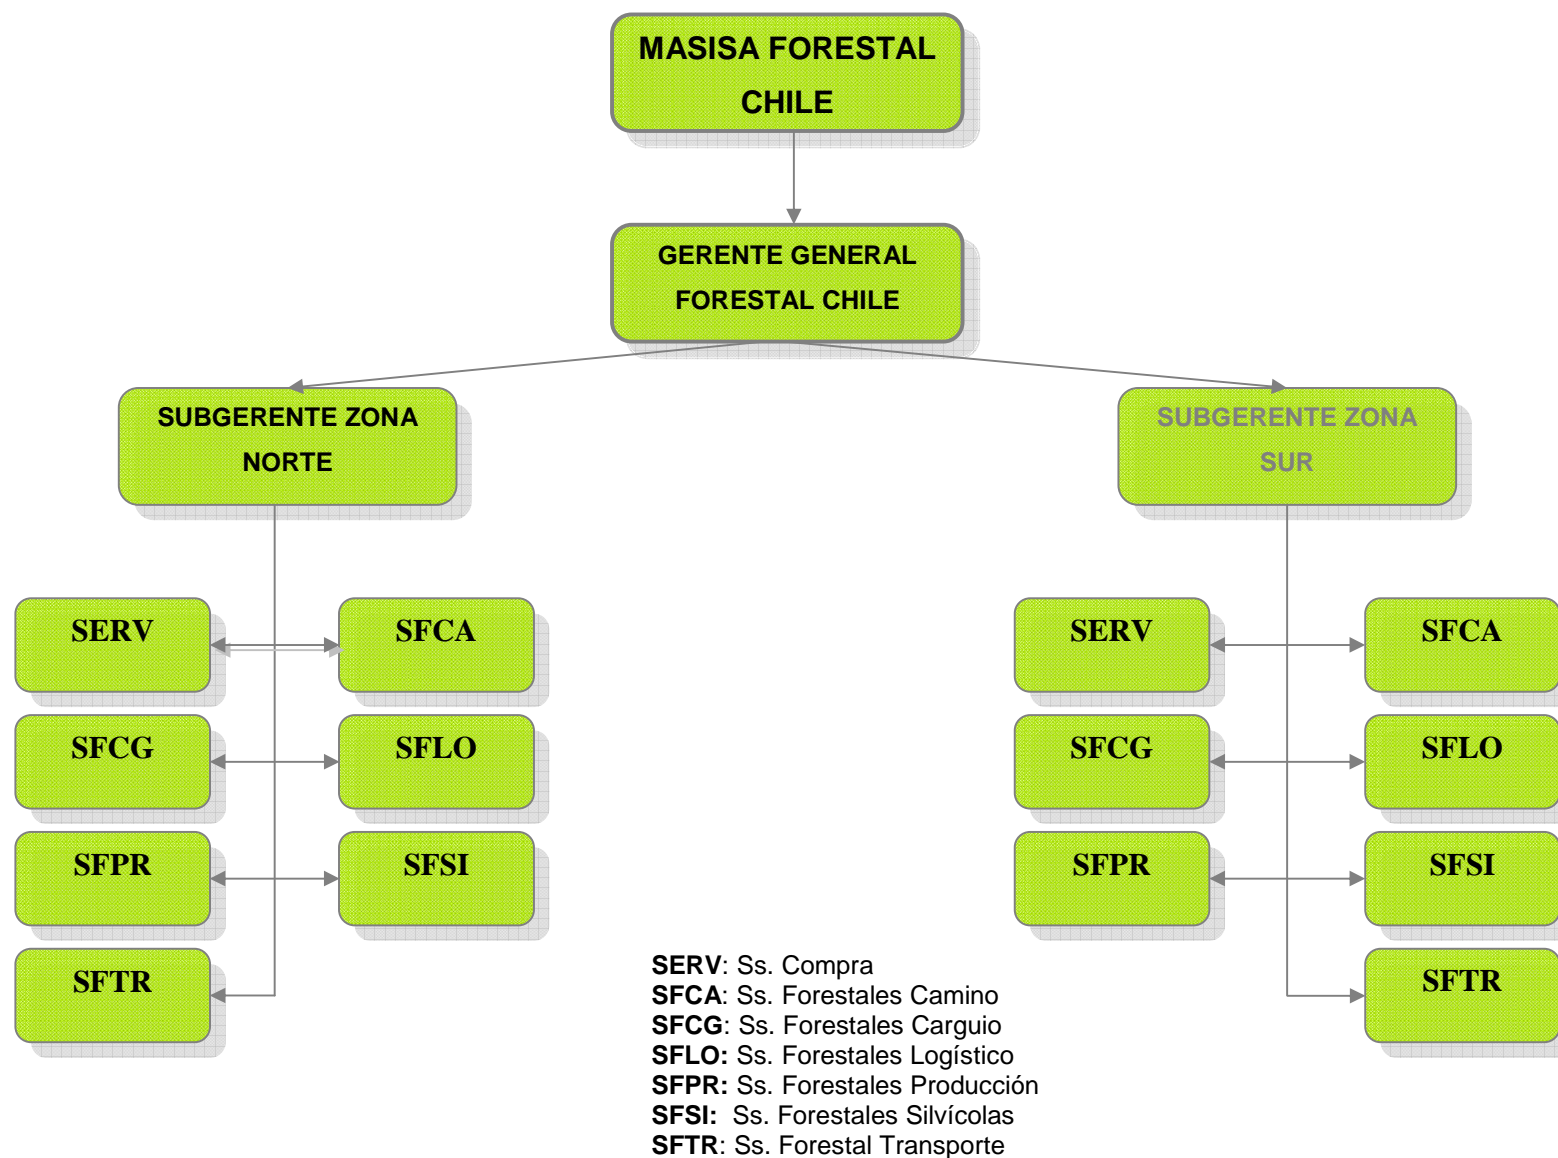 MASISA FORESTAL
CHILE
GERENTE GENERAL
FORESTAL CHILE
SUBGERENTE ZONA
NORTE
SUBGERENTE ZONA
SUR
SERV
SFCA
SERV
SFCA
SFCG
SFLO
SFCG
SFLO
SFPR
SFSI
SFPR
SFSI
SFTR
SFTR
SERV: Ss. Compra
SFCA: Ss. Forestales Camino
SFCG: Ss. Forestales Carguio
SFLO: Ss. Forestales Logístico
SFPR: Ss. Forestales Producción
SFSI: Ss. Forestales Silvícolas
SFTR: Ss. Forestal Transporte